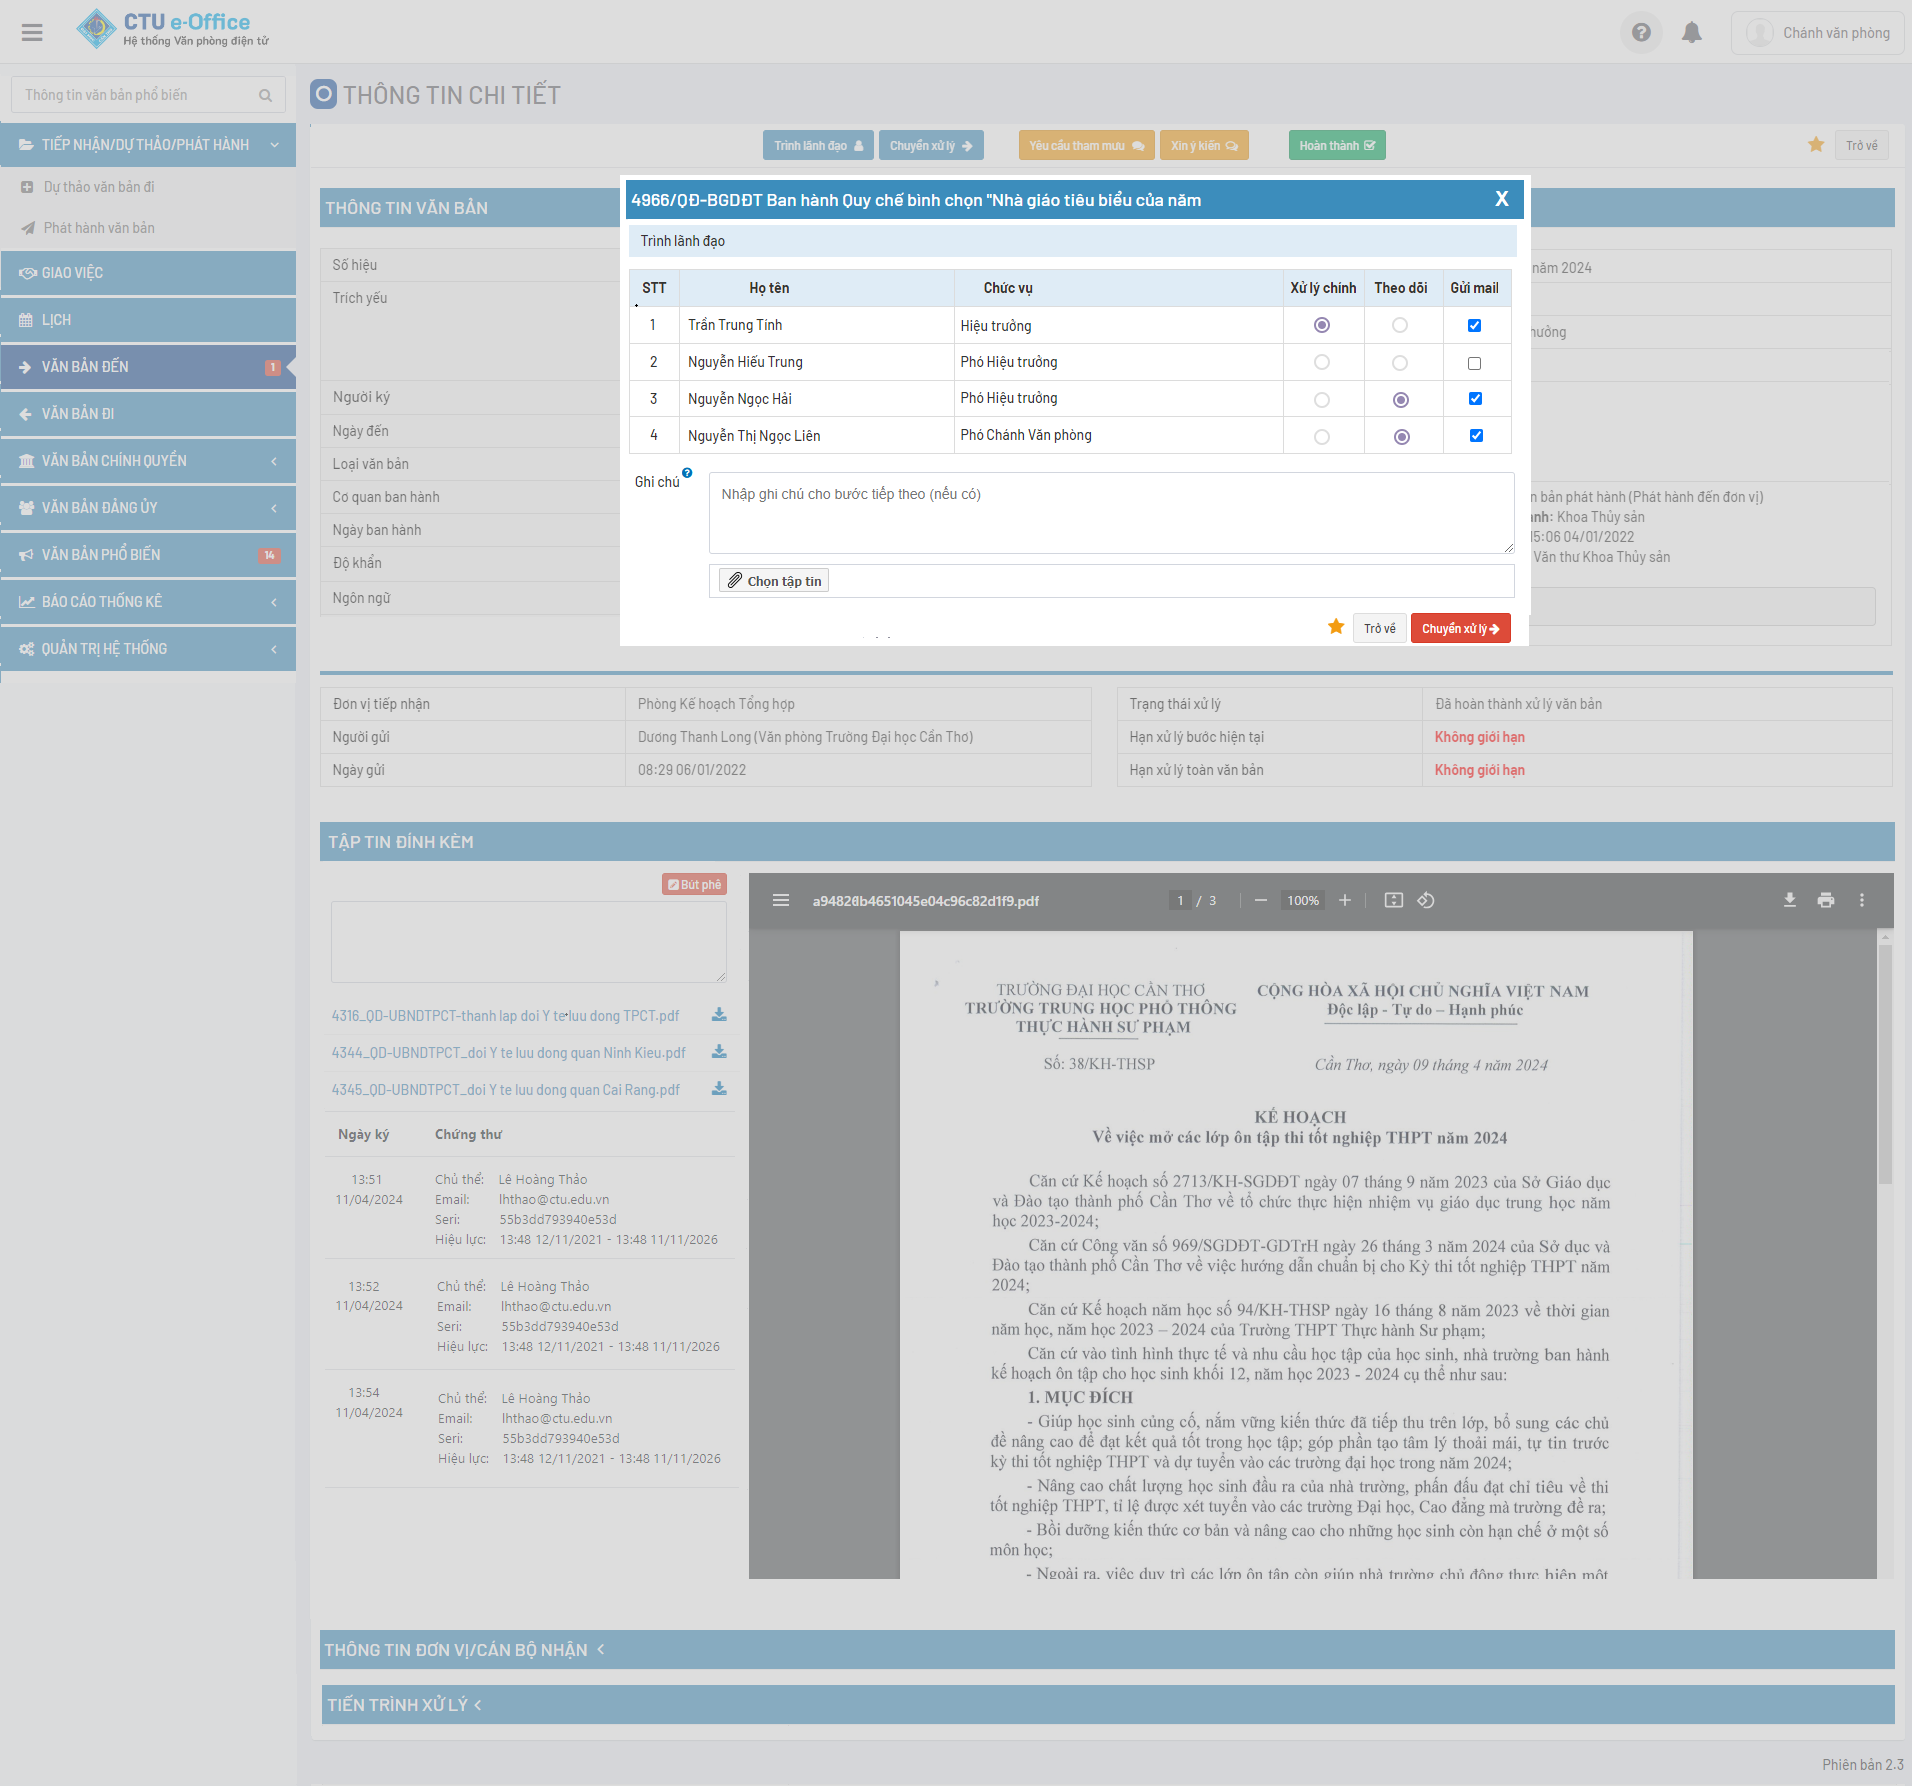 CTU e-Office
Hệ thống Văn phòng điện tử
Chánh văn phòng
Thông tin văn bản phổ biến
TIẾP NHẬN/DỰ THẢO/PHÁT HÀNH
Dự thảo văn bản đi
Phát hành văn bản
GIAO VIỆC
LỊCH
VĂN BẢN ĐẾN 1
VĂN BẢN ĐI
VĂN BẢN CHÍNH QUYỀN
VĂN BẢN ĐẢNG ỦY
VĂN BẢN PHỔ BIẾN 14
BÁO CÁO THỐNG KÊ
QUẢN TRỊ HỆ THỐNG
THÔNG TIN CHI TIẾT
Trình lãnh đạo Chuyển xử lý Yêu cầu tham mưu Xin ý kiến Hoàn thành Trở về
THÔNG TIN VĂN BẢN
Số hiệu
Trích yếu
Người ký
Ngày đến
Loại văn bản
Cơ quan ban hành
Ngày ban hành
Độ khẩn
Ngôn ngữ
4966/QĐ-BGDĐT Ban hành Quy chế bình chọn "Nhà giáo tiêu biểu của năm X
Trình lãnh đạo
STT Họ tên Chức vụ Xử lý chính Theo dõi Gửi mail
1 Trần Trung Tính Hiệu trưởng
2 Nguyễn Hiếu Trung Phó Hiệu trưởng
3 Nguyễn Ngọc Hải Phó Hiệu trưởng
4 Nguyễn Thị Ngọc Liên Phó Chánh Văn phòng
Ghi chú
Nhập ghi chú cho bước tiếp theo (nếu có)
Chọn tập tin
Trở về Chuyển xử lý
năm 2024
hưởng
n bản phát hành (Phát hành đến đơn vị)
ành: Khoa Thủy sản
15:06 04/01/2022
Văn thư Khoa Thủy sản
Đơn vị tiếp nhận Phòng Kế hoạch Tổng hợp
Người gửi Dương Thanh Long (Văn phòng Trường Đại học Cần Thơ)
Ngày gửi 08:29 06/01/2022
Trạng thái xử lý Đã hoàn thành xử lý văn bản
Hạn xử lý bước hiện tại Không giới hạn
Hạn xử lý toàn văn bản Không giới hạn
TẬP TIN ĐÍNH KÈM
Bút phê
4316_QD-UBNDTPCT-thanh lap doi Y te luu dong TPCT.pdf
4344_QD-UBNDTPCT_doi Y te luu dong quan Ninh Kieu.pdf
4345_QD-UBNDTPCT_doi Y te luu dong quan Cai Rang.pdf
Ngày ký Chứng thư
13:51
11/04/2024
Chủ thể: Lê Hoàng Thảo
Email: lhthao@ctu.edu.vn
Seri: 55b3dd793940e53d
Hiệu lực: 13:48 12/11/2021 - 13:48 11/11/2026
13:52
11/04/2024
Chủ thể: Lê Hoàng Thảo
Email: lhthao@ctu.edu.vn
Seri: 55b3dd793940e53d
Hiệu lực: 13:48 12/11/2021 - 13:48 11/11/2026
13:54
11/04/2024
Chủ thể: Lê Hoàng Thảo
Email: lhthao@ctu.edu.vn
Seri: 55b3dd793940e53d
Hiệu lực: 13:48 12/11/2021 - 13:48 11/11/2026
1 / 3 100%
TRƯỜNG ĐẠI HỌC CẦN THƠ
TRƯỜNG TRUNG HỌC PHỔ THÔNG
THỰC HÀNH SƯ PHẠM
Số: 38/KH-THSP
CỘNG HÒA XÃ HỘI CHỦ NGHĨA VIỆT NAM
Độc lập - Tự do – Hạnh phúc
Cần Thơ, ngày 09 tháng 4 năm 2024
KẾ HOẠCH
Về việc mở các lớp ôn tập thi tốt nghiệp THPT năm 2024
Căn cứ Kế hoạch số 2713/KH-SGDĐT ngày 07 tháng 9 năm 2023 của Sở Giáo dục
và Đào tạo thành phố Cần Thơ về tổ chức thực hiện nhiệm vụ giáo dục trung học năm
học 2023-2024;
Căn cứ Công văn số 969/SGDĐT-GDTrH ngày 26 tháng 3 năm 2024 của Sở dục và
Đào tạo thành phố Cần Thơ về việc hướng dẫn chuẩn bị cho Kỳ thi tốt nghiệp THPT năm
2024;
Căn cứ Kế hoạch năm học số 94/KH-THSP ngày 16 tháng 8 năm 2023 về thời gian
năm học, năm học 2023 – 2024 của Trường THPT Thực hành Sư phạm;
Căn cứ vào tình hình thực tế và nhu cầu học tập của học sinh, nhà trường ban hành
kế hoạch ôn tập cho học sinh khối 12, năm học 2023 - 2024 cụ thể như sau:
1. MỤC ĐÍCH
- Giúp học sinh củng cố, nắm vững kiến thức đã tiếp thu trên lớp, bổ sung các chủ
đề nâng cao để đạt kết quả tốt trong học tập; góp phần tạo tâm lý thoải mái, tự tin trước
kỳ thi tốt nghiệp THPT và dự tuyển vào các trường đại học trong năm 2024;
- Nâng cao chất lượng học sinh đầu ra của nhà trường, phấn đấu đạt chỉ tiêu về thi
tốt nghiệp THPT, tỉ lệ được xét tuyển vào các trường Đại học, Cao đẳng mà trường đề ra;
- Bồi dưỡng kiến thức cơ bản và nâng cao cho những học sinh còn hạn chế ở một số
môn học;
- Ngoài ra, việc duy trì các lớp ôn tập còn giúp nhà trường chủ động thực hiện một
THÔNG TIN ĐƠN VỊ/CÁN BỘ NHẬN
TIẾN TRÌNH XỬ LÝ
Phiên bản 2.3